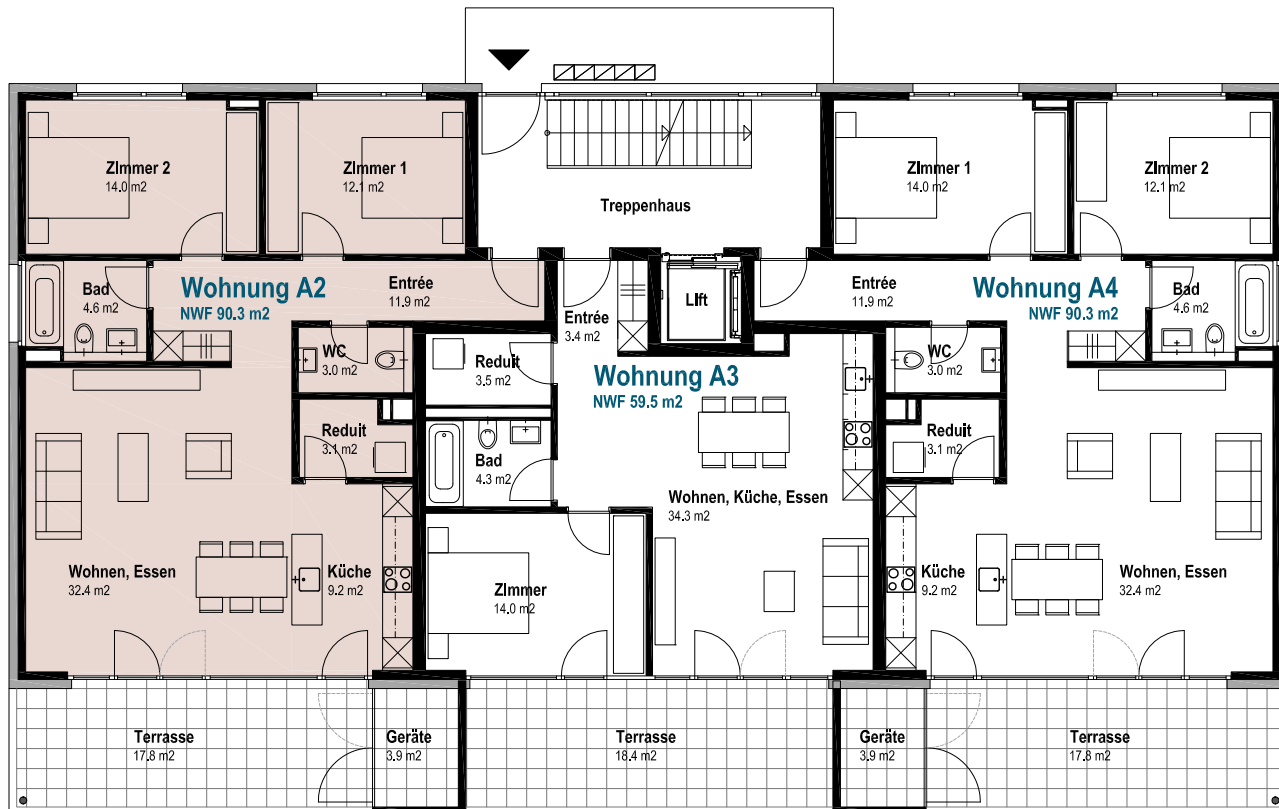 ZImmer 2
14.0 m2
ZImmer 1
12.1 m2
Treppenhaus
ZImmer 1
14.0 m2
ZImmer 2
12.1 m2
Bad
4.6 m2
Wohnung A2
NWF 90.3 m2
Entrée
11.9 m2
Entrée
3.4 m2
LIft
Entrée
11.9 m2
Wohnung A4
NWF 90.3 m2
Bad
4.6 m2
WC
3.0 m2
Reduit
3.5 m2
Wohnung A3
NWF 59.5 m2
WC
3.0 m2
Reduit
3.1 m2
Bad
4.3 m2
Wohnen, Küche, Essen
34.3 m2
Reduit
3.1 m2
Wohnen, Essen
32.4 m2
Küche
9.2 m2
ZImmer
14.0 m2
Küche
9.2 m2
Wohnen, Essen
32.4 m2
Terrasse
17.8 m2
Geräte
3.9 m2
Terrasse
18.4 m2
Geräte
3.9 m2
Terrasse
17.8 m2